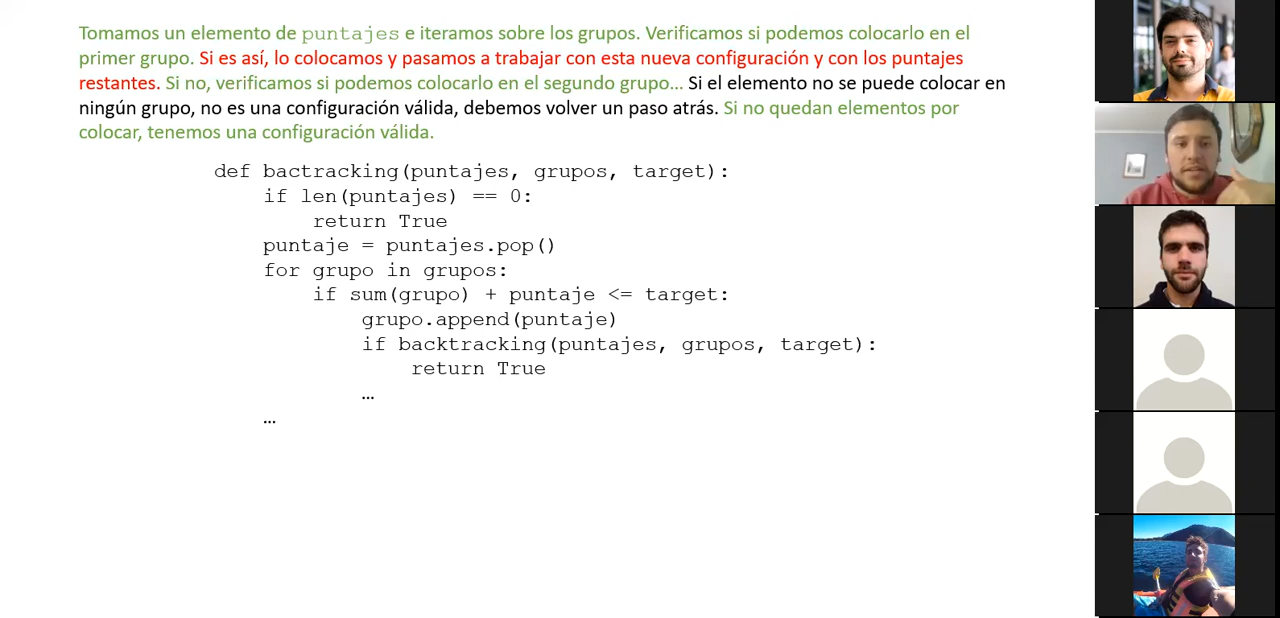 Tomamos un elemento de puntajes e iteramos sobre los grupos. Verificamos si podemos colocarlo en el
primer grupo. Si es así, lo colocamos y pasamos a trabajar con esta nueva configuración y con los puntajes
restantes. Si no, verificamos si podemos colocarlo en el segundo grupo... Si el elemento no se puede colocar en
ningún grupo, no es una configuración válida, debemos volver un paso atrás. Si no quedan elementos por
colocar, tenemos una configuración válida.
def bactracking(puntajes, grupos, target):
    if len(puntajes) == 0:
        return True
    puntaje = puntajes.pop()
    for grupo in grupos:
        if sum(grupo) + puntaje <= target:
            grupo.append(puntaje)
            if backtracking(puntajes, grupos, target):
                return True
            …
    …